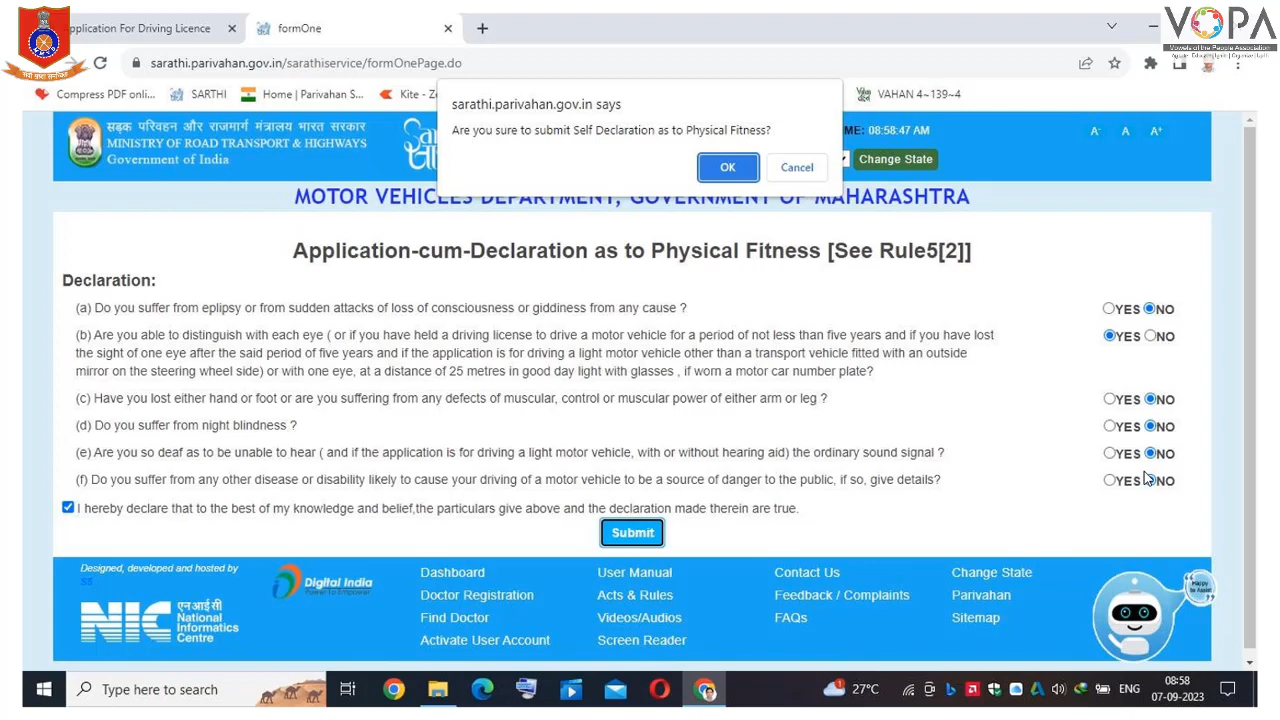 Application For Driving Licence
formOne
VOPA
Vowels of the People Association
sarathi.parivahan.gov.in/sarathiservice/formOnePage.do
Compress PDF onli...
SARTHI
Home | Parivahan S...
Kite - Ze
VAHAN 4~139~4
sarathi.parivahan.gov.in says
Are you sure to submit Self Declaration as to Physical Fitness?
OK
Cancel
सड़क परिवहन और राजमार्ग मंत्रालय भारत सरकार
MINISTRY OF ROAD TRANSPORT & HIGHWAYS
Government of India
ME: 08:58:47 AM
A-
A
A+
Change State
MOTOR VEHICLES DEPARTMENT, GOVERNMENT OF MAHARASHTRA
Application-cum-Declaration as to Physical Fitness [See Rule5[2]]
Declaration:
(a) Do you suffer from eplipsy or from sudden attacks of loss of consciousness or giddiness from any cause ?
YES NO
(b) Are you able to distinguish with each eye ( or if you have held a driving license to drive a motor vehicle for a period of not less than five years and if you have lost
the sight of one eye after the said period of five years and if the application is for driving a light motor vehicle other than a transport vehicle fitted with an outside
mirror on the steering wheel side) or with one eye, at a distance of 25 metres in good day light with glasses , if worn a motor car number plate?
YES NO
(c) Have you lost either hand or foot or are you suffering from any defects of muscular, control or muscular power of either arm or leg ?
YES NO
(d) Do you suffer from night blindness ?
YES NO
(e) Are you so deaf as to be unable to hear ( and if the application is for driving a light motor vehicle, with or without hearing aid) the ordinary sound signal ?
YES NO
(f) Do you suffer from any other disease or disability likely to cause your driving of a motor vehicle to be a source of danger to the public, if so, give details?
YES NO
I hereby declare that to the best of my knowledge and belief,the particulars give above and the declaration made therein are true.
Submit
Designed, developed and hosted by
ss
NIC
एनआईसी
National
Informatics
Centre
Digital India
Power To Empower
Dashboard
Doctor Registration
Find Doctor
Activate User Account
User Manual
Acts & Rules
Videos/Audios
Screen Reader
Contact Us
Feedback / Complaints
FAQs
Change State
Parivahan
Sitemap
Happy
to Assist
Type here to search
27°C
ENG
08:58
07-09-2023